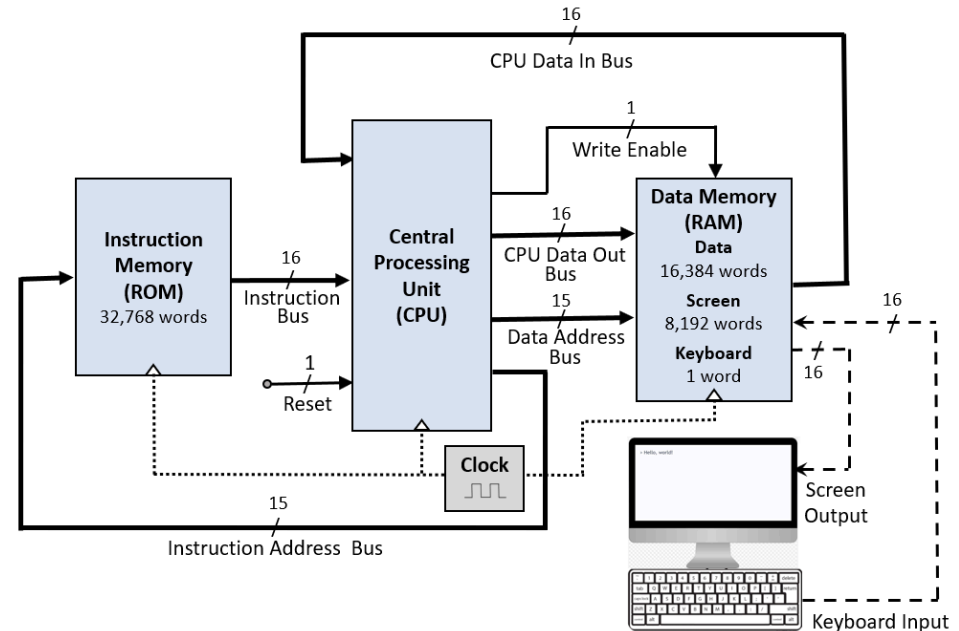 16
CPU Data In Bus
1
Write Enable
Instruction
Memory
(ROM)
32,768 words
16
Instruction
Bus
Central
Processing
Unit
(CPU)
16
CPU Data Out
Bus
15
Data Address
Bus
Data Memory
(RAM)
Data
16,384 words
Screen
8,192 words
Keyboard
1 word
16
16
1
Reset
Clock
15
Instruction Address Bus
Hello, world!
Screen
Output
Keyboard Input